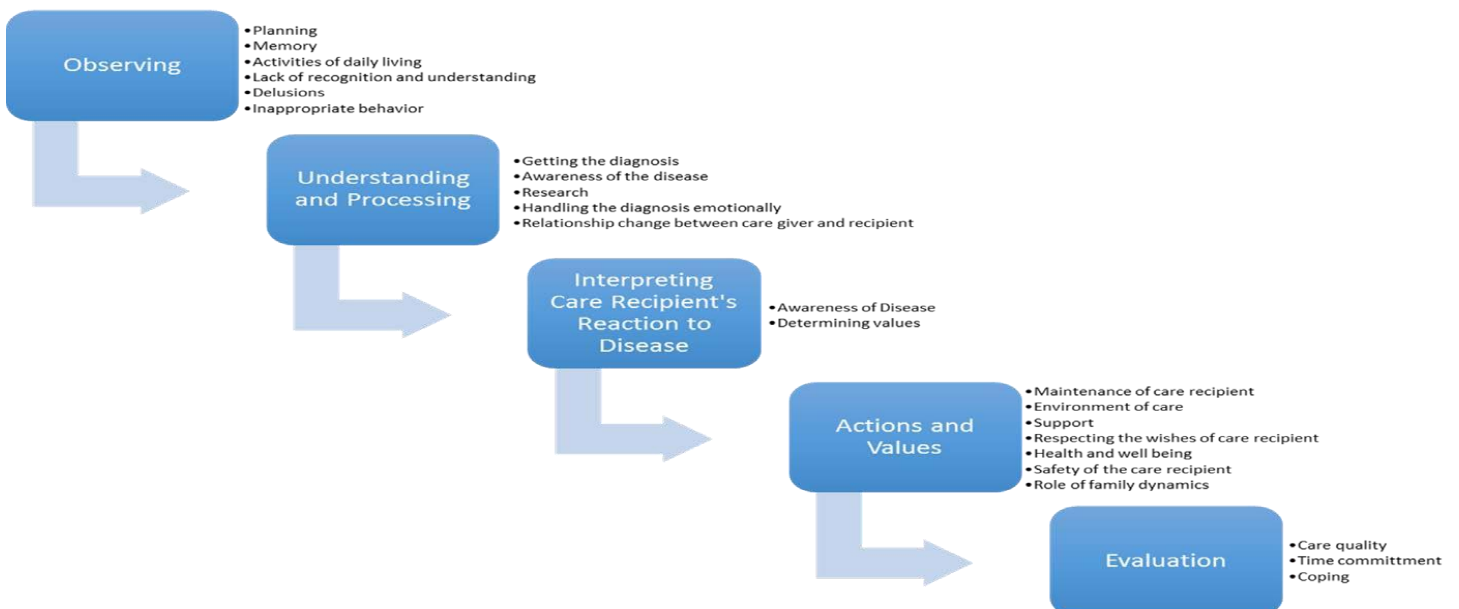 Observing
•Planning
•Memory
•Activities of daily living
•Lack of recognition and understanding
•Delusions
•Inappropriate behavior
Understanding
and Processing
•Getting the diagnosis
•Awareness of the disease
•Research
•Handling the diagnosis emotionally
•Relationship change between care giver and recipient
Interpreting
Care Recipient's
Reaction to
Disease
•Awareness of Disease
•Determining values
Actions and
Values
•Maintenance of care recipient
•Environment of care
•Support
•Respecting the wishes of care recipient
•Health and well being
•Safety of the care recipient
•Role of family dynamics
Evaluation
•Care quality
•Time committment
•Coping